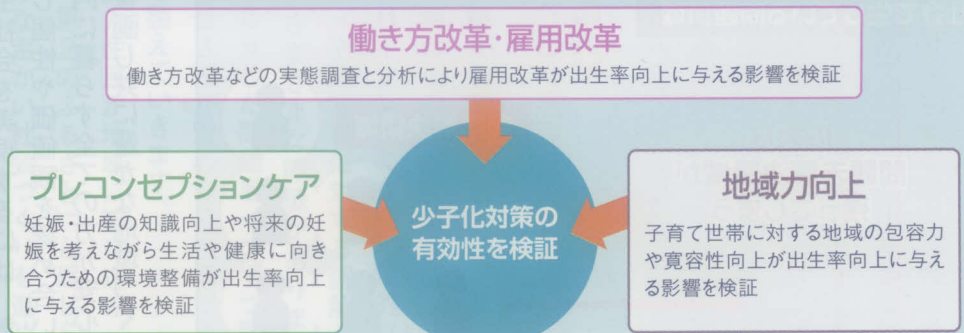 働き方改革・雇用改革
働き方改革などの実態調査と分析により雇用改革が出生率向上に与える影響を検証
プレコンセプションケア
妊娠・出産の知識向上や将来の妊
娠を考えながら生活や健康に向き
合うための環境整備が出生率向上
に与える影響を検証
少子化対策の
有効性を検証
地域力向上
子育て世帯に対する地域の包容力
や寛容性向上が出生率向上に与え
る影響を検証